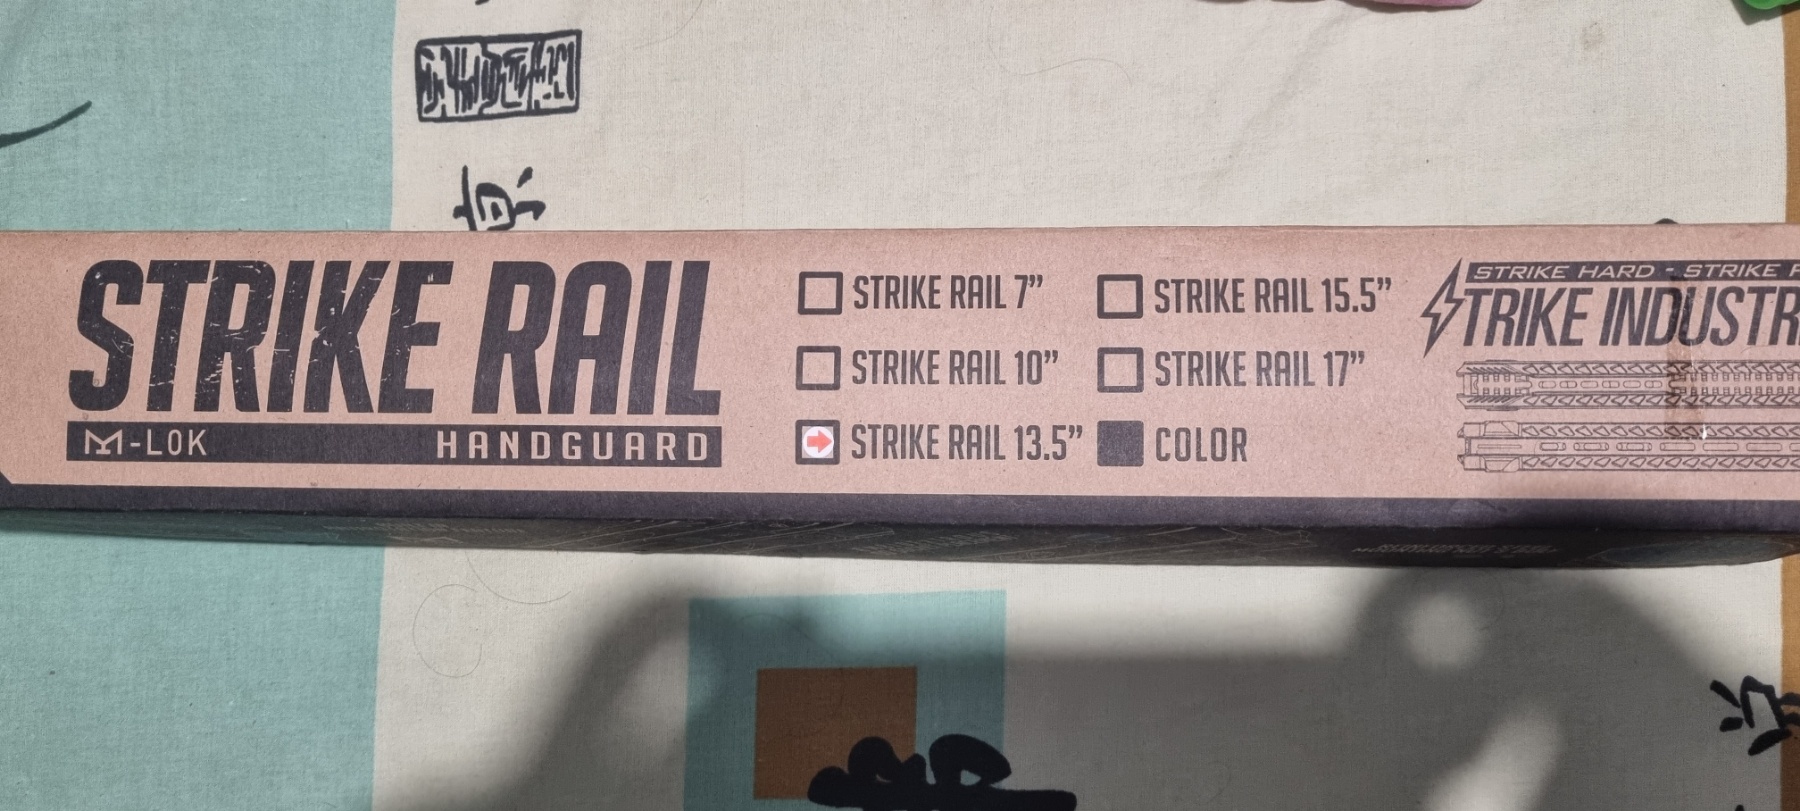 STRIKE RAIL
M-LOK HANDGUARD
STRIKE RAIL 7”
STRIKE RAIL 10”
STRIKE RAIL 13.5”
STRIKE RAIL 15.5”
STRIKE RAIL 17”
COLOR
STRIKE HARD - STRIKE
STRIKE INDUSTR